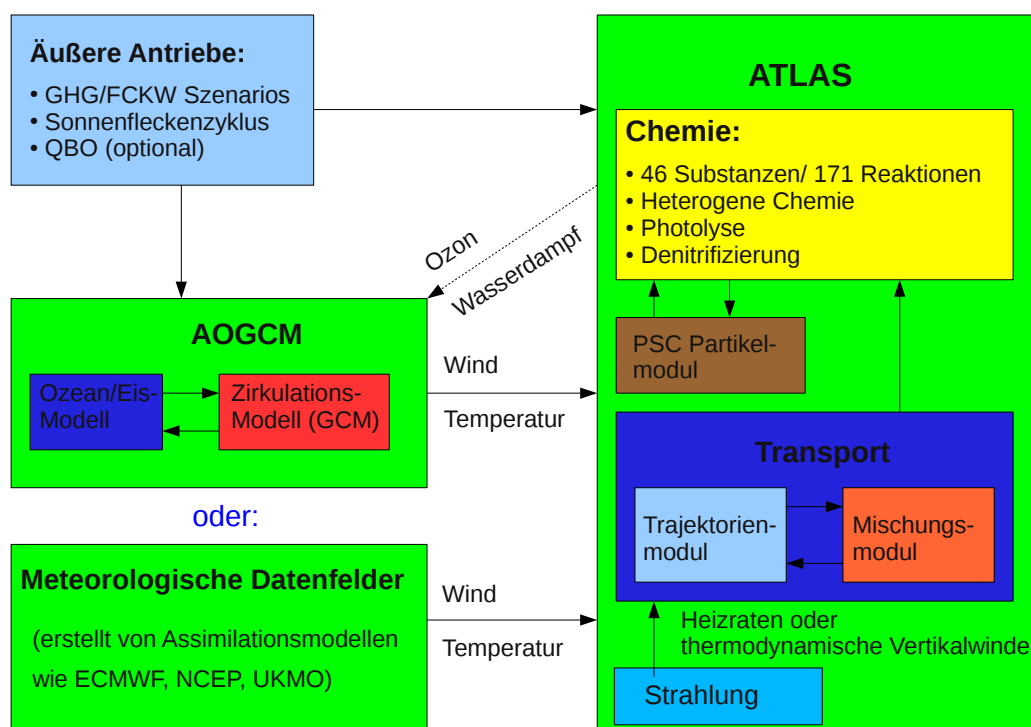 Äußere Antriebe:
• GHG/FCKW Szenarios
• Sonnenfleckenzyklus
• QBO (optional)
ATLAS
Chemie:
• 46 Substanzen/ 171 Reaktionen
• Heterogene Chemie
• Photolyse
• Denitrifizierung
Ozon
Wasserdampf
AOGCM
Ozean/Eis-
Modell
Zirkulations-
Modell (GCM)
Wind
Temperatur
PSC Partikel-
modul
Transport
Trajektorien-
modul
Mischungs-
modul
oder:
Meteorologische Datenfelder
(erstellt von Assimilationsmodellen
wie ECMWF, NCEP, UKMO)
Wind
Temperatur
Heizraten oder
thermodynamische Vertikalwinde
Strahlung